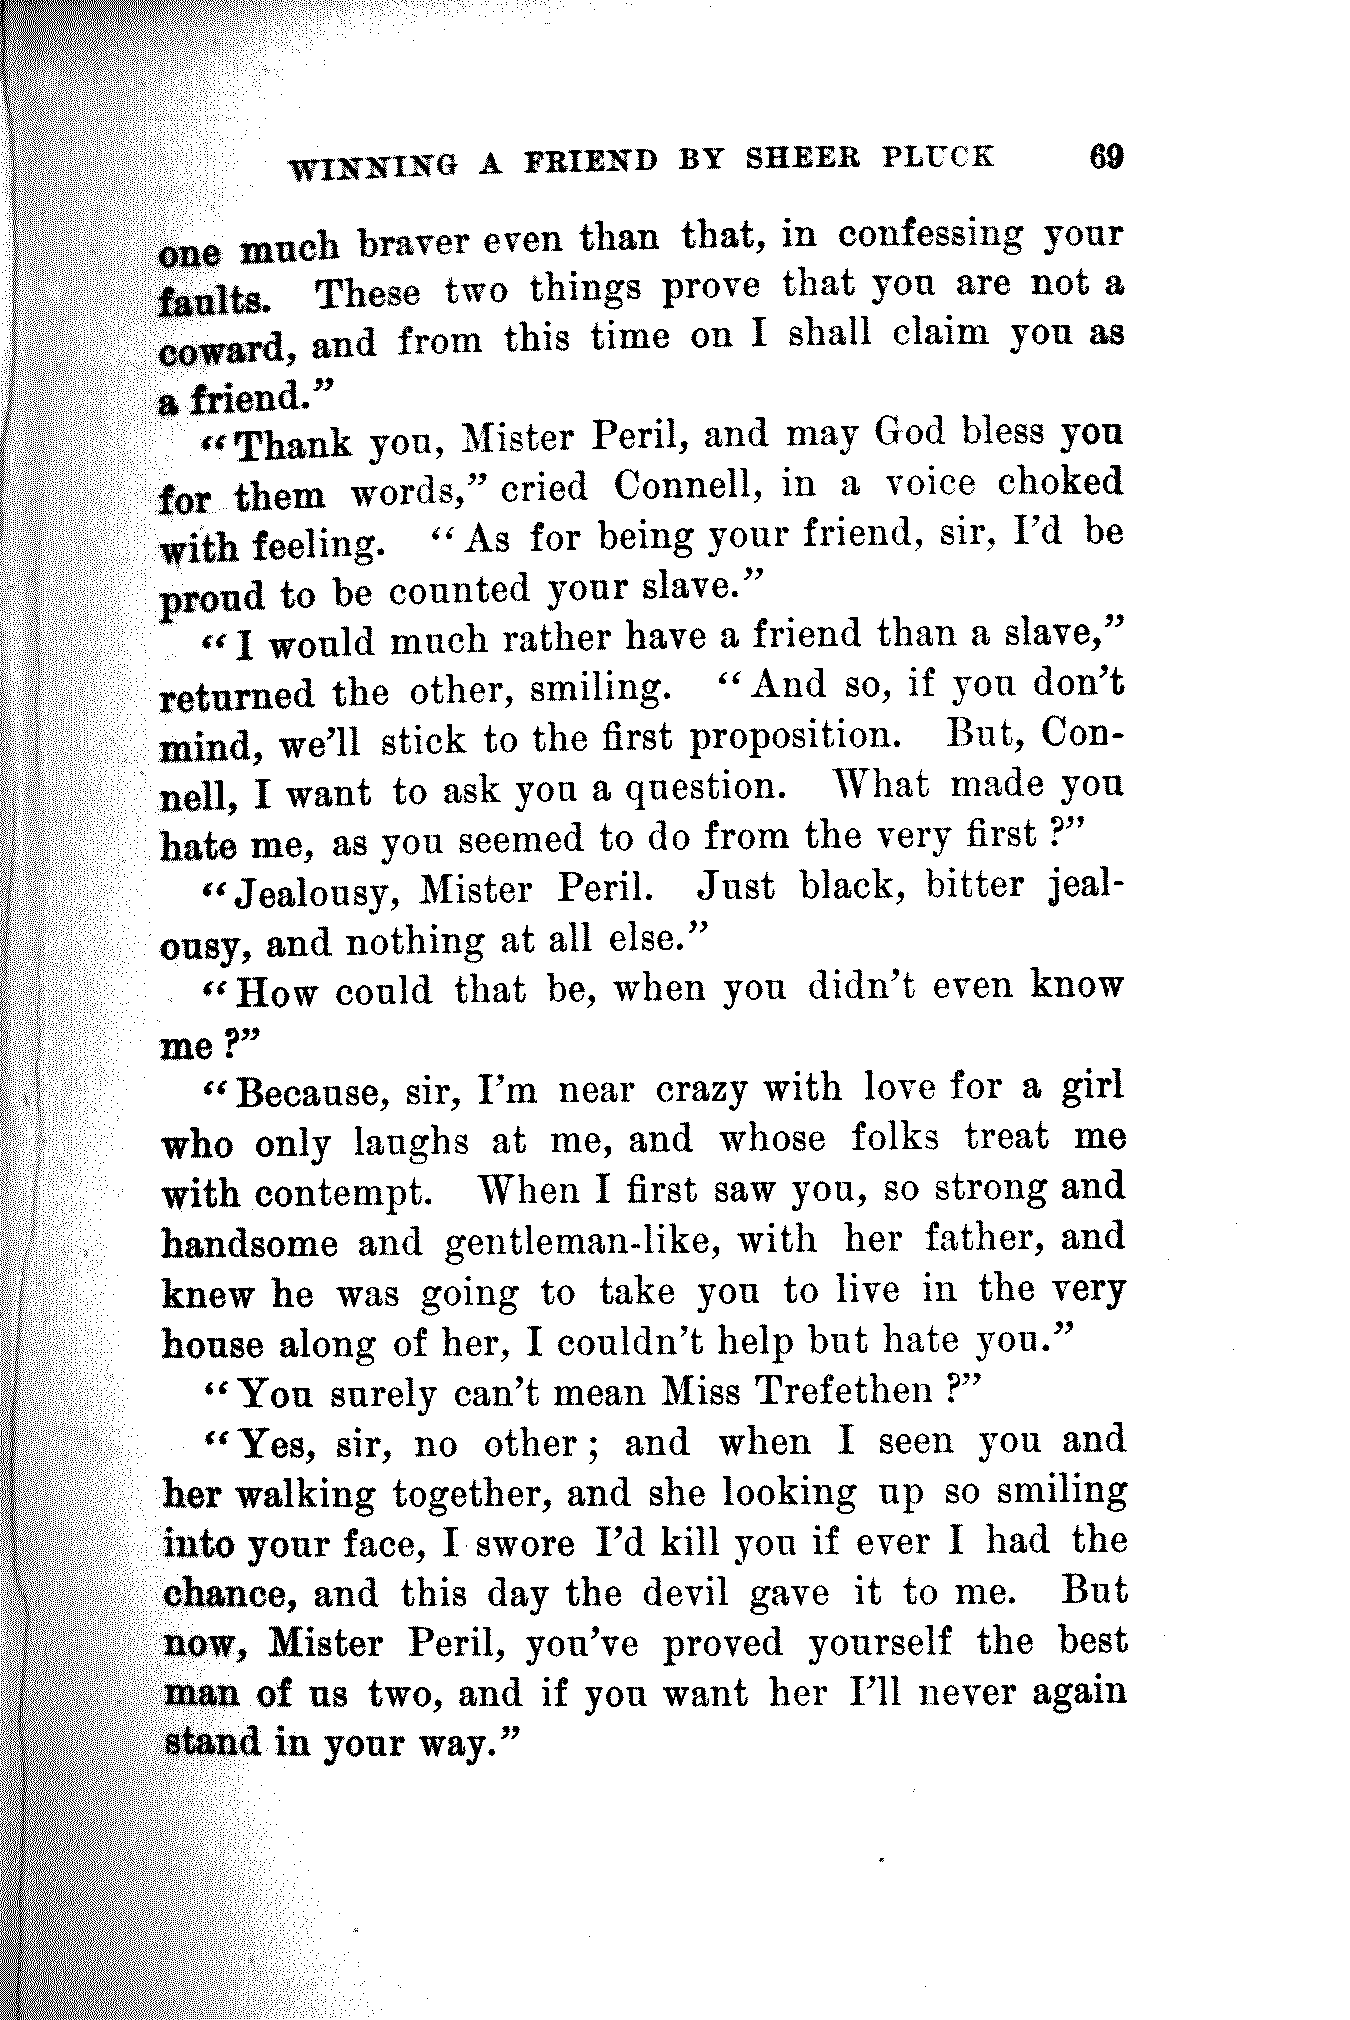 WINNING A FRIEND BY SHEER PLUCK 69
one much braver even than that, in confessing your
faults. These two things prove that you are not a
coward, and from this time on I shall claim you as
a friend.”
“Thank you, Mister Peril, and may God bless you
for them words,” cried Connell, in a voice choked
with feeling. “As for being your friend, sir, I’d be
proud to be counted your slave.”
“I would much rather have a friend than a slave,”
returned the other, smiling. “And so, if you don’t
mind, we’ll stick to the first proposition. But, Con-
nell, I want to ask you a question. What made you
hate me, as you seemed to do from the very first?”
“Jealousy, Mister Peril. Just black, bitter jeal-
ousy, and nothing at all else.”
“How could that be, when you didn’t even know
me?”
“Because, sir, I’m near crazy with love for a girl
who only laughs at me, and whose folks treat me
with contempt. When I first saw you, so strong and
handsome and gentleman-like, with her father, and
knew he was going to take you to live in the very
house along of her, I couldn’t help but hate you.”
“You surely can’t mean Miss Trefethen?”
“Yes, sir, no other; and when I seen you and
her walking together, and she looking up so smiling
into your face, I swore I’d kill you if ever I had the
chance, and this day the devil gave it to me. But
now, Mister Peril, you’ve proved yourself the best
man of us two, and if you want her I’ll never again
stand in your way.”